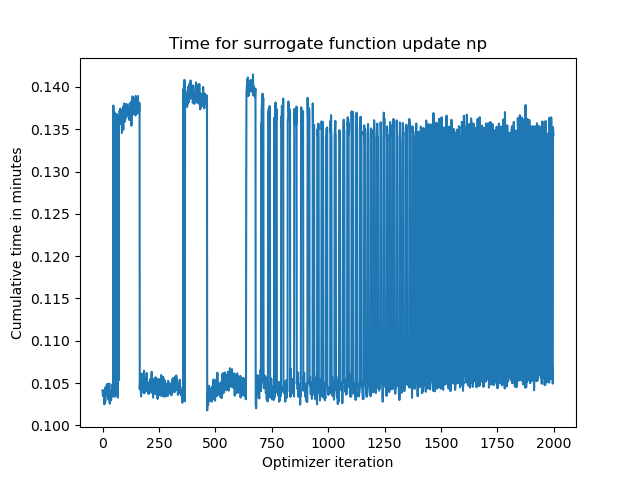 Time for surrogate function update np
Cumulative time in minutes
0.140
0.135
0.130
0.125
0.120
0.115
0.110
0.105
0.100
0 250 500 750 1000 1250 1500 1750 2000
Optimizer iteration